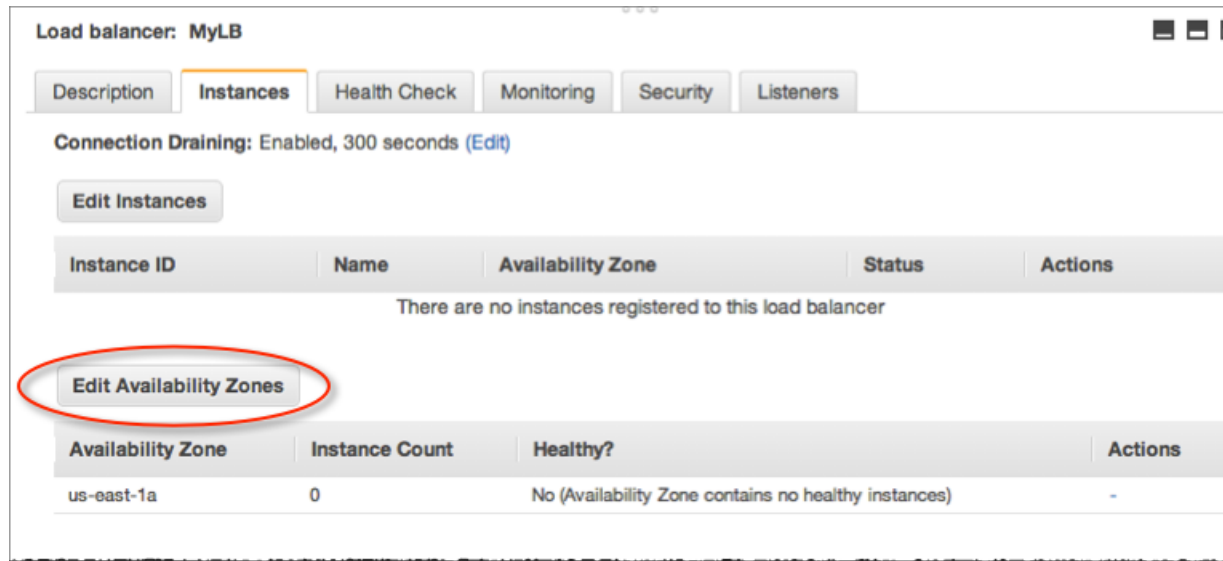 Load balancer: MyLB
Description Instances Health Check Monitoring Security Listeners
Connection Draining: Enabled, 300 seconds (Edit)
Edit Instances
Instance ID Name Availability Zone Status Actions
There are no instances registered to this load balancer
Edit Availability Zones
Availability Zone Instance Count Healthy? Actions
us-east-1a 0 No (Availability Zone contains no healthy instances) -